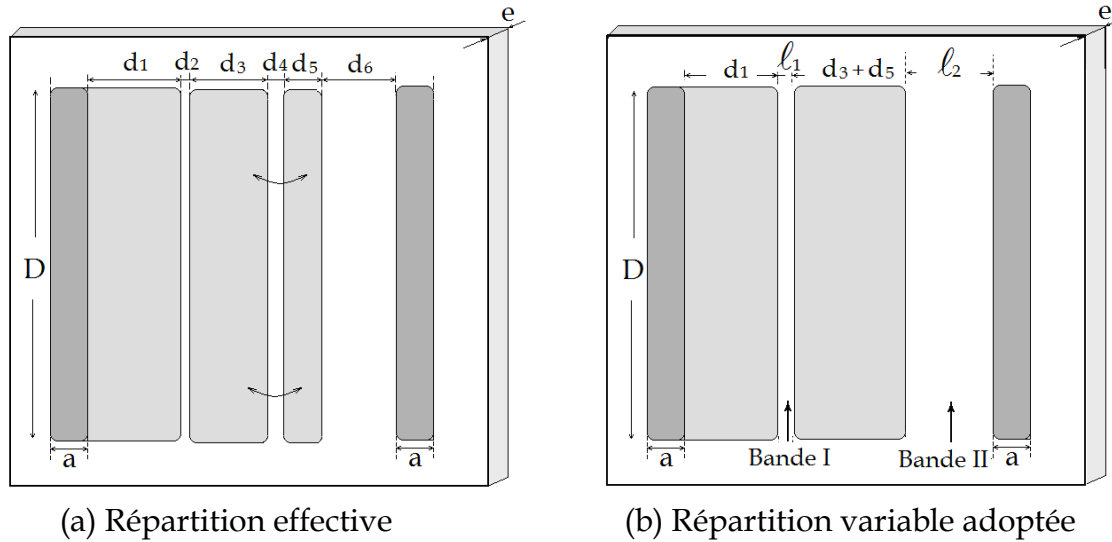 e
d1 d2 d3 d4 d5 d6
D
a a
(a) Répartition effective
e
d1 ℓ1 d3+d5 ℓ2
D
a Bande I Bande II a
(b) Répartition variable adoptée